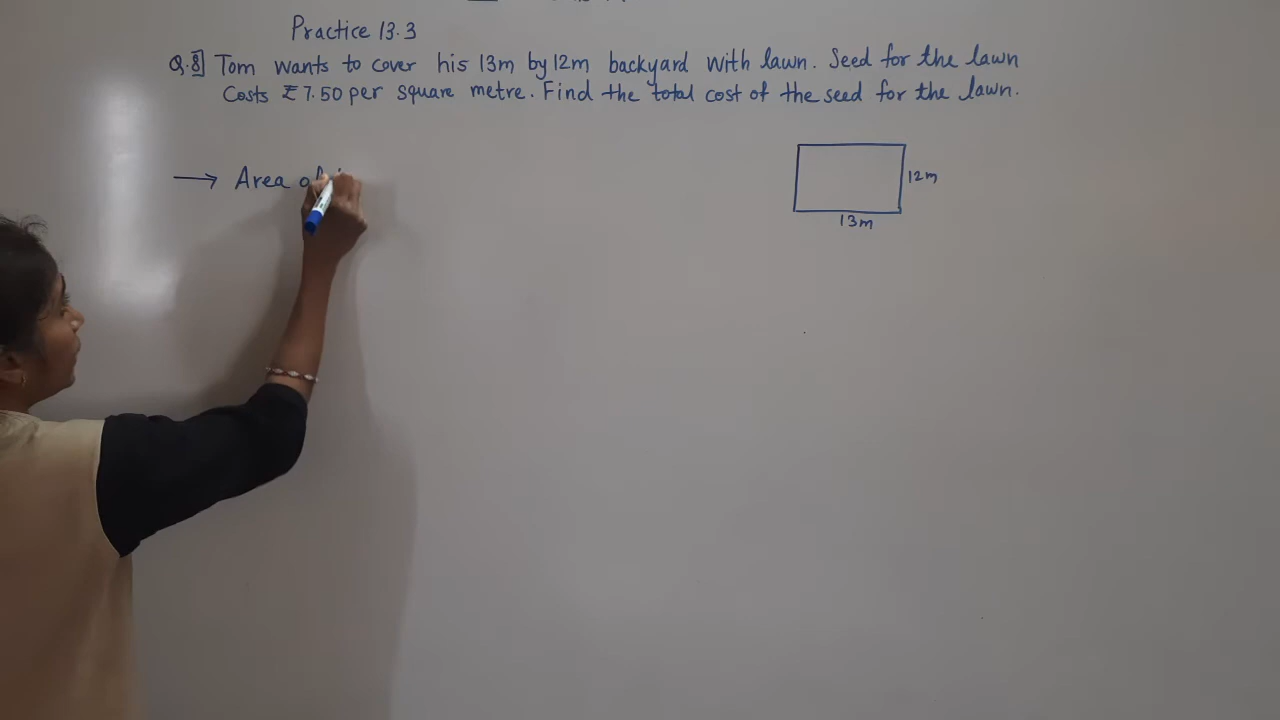 Practice 13.3
Q.8] Tom wants to cover his 13m by 12m backyard with lawn. Seed for the lawn
Costs ₹ 7.50 per square metre. Find the total cost of the seed for the lawn.
→ Area of
12m
13m